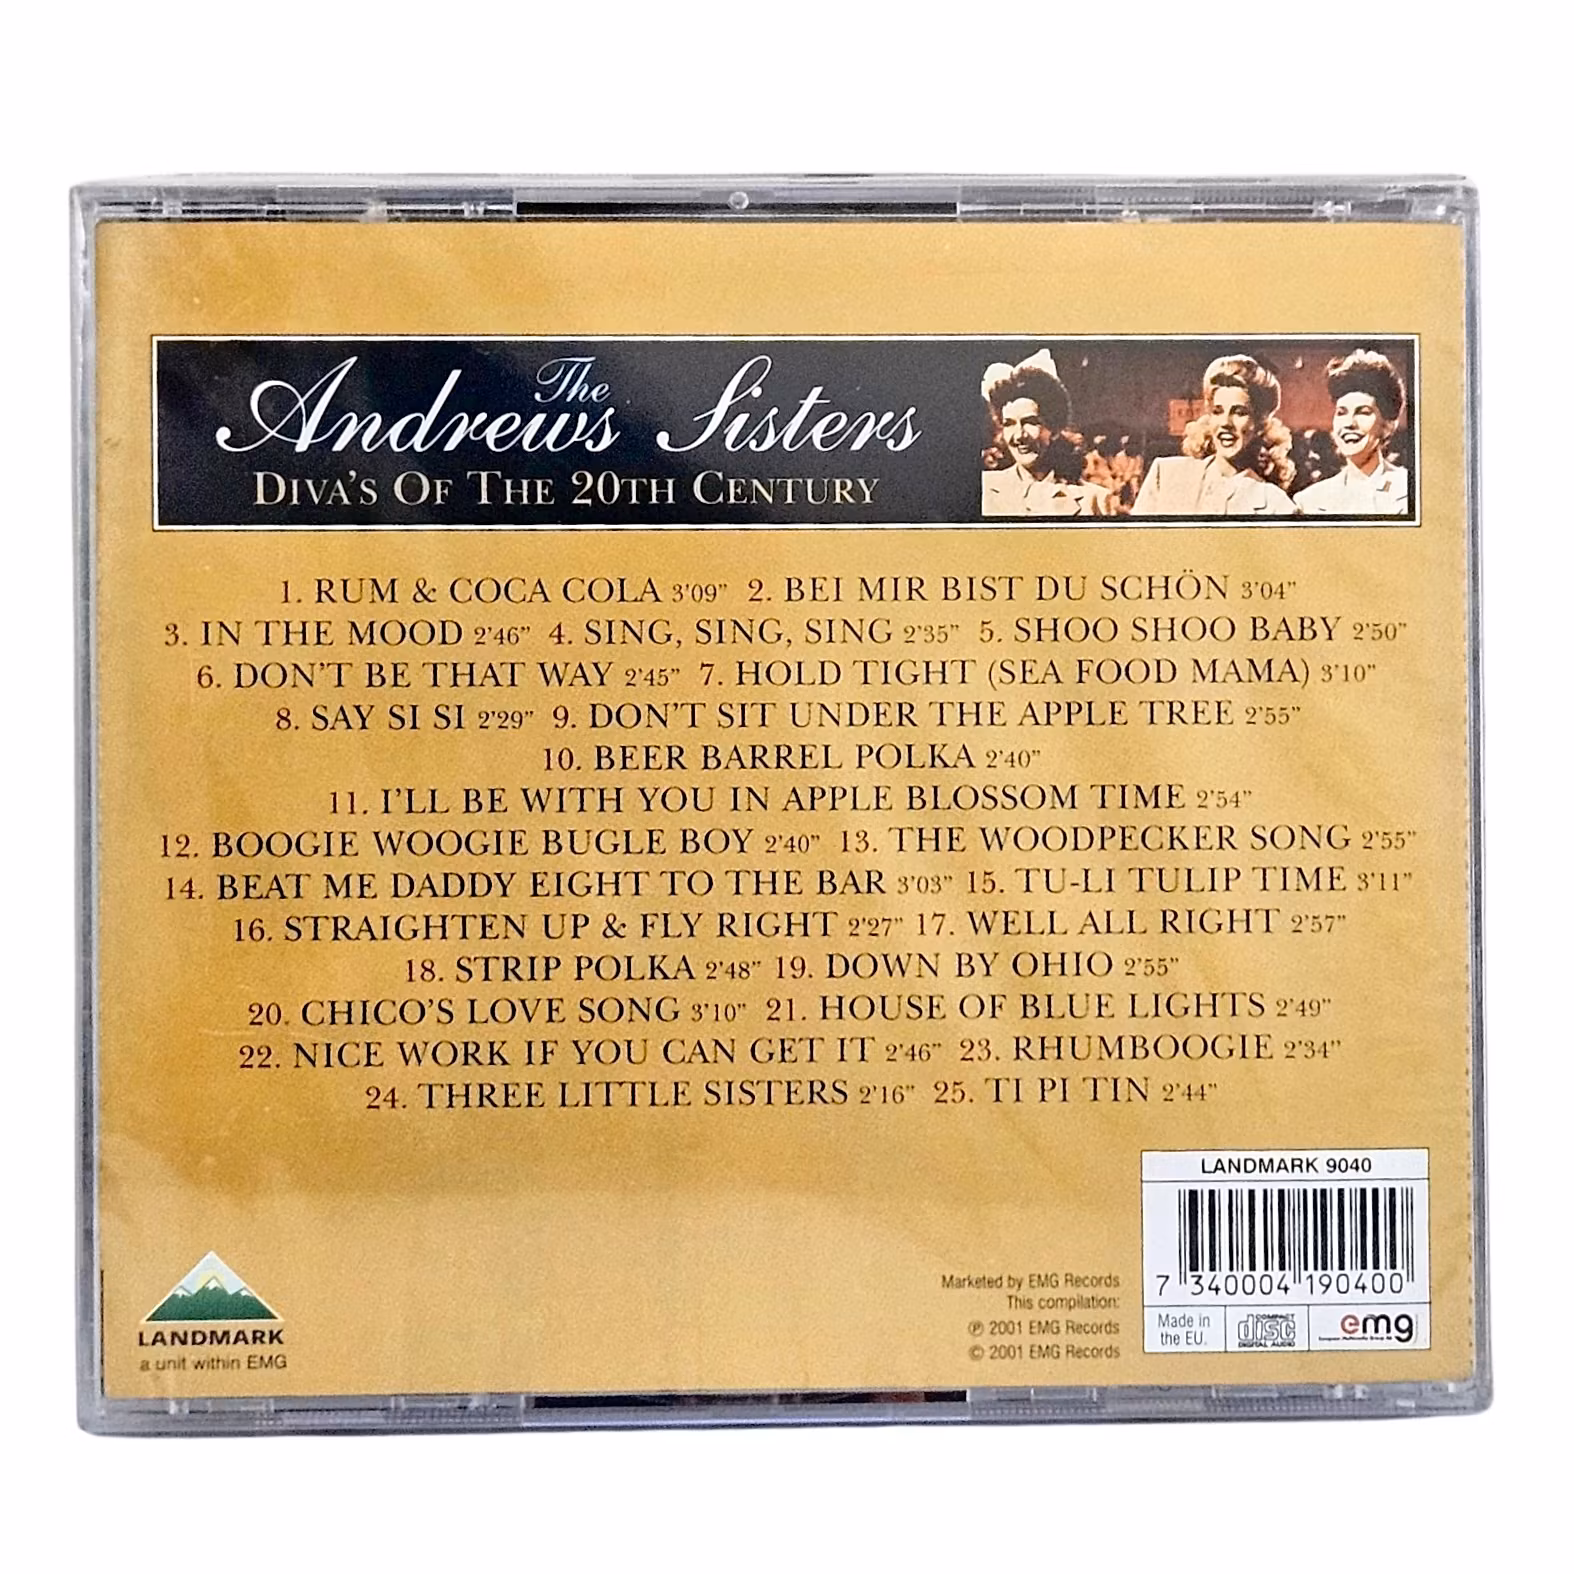 The
Andrews Sisters
DIVA'S OF THE 20TH CENTURY
1. RUM & COCA COLA 3'09" 2. BEI MIR BIST DU SCHÖN 3'04"
3. IN THE MOOD 2'46" 4. SING, SING, SING 2'35" 5. SHOO SHOO BABY 2'50"
6. DON'T BE THAT WAY 2'45" 7. HOLD TIGHT (SEA FOOD MAMA) 3'10"
8. SAY SI SI 2'29" 9. DON'T SIT UNDER THE APPLE TREE 2'55"
10. BEER BARREL POLKA 2'40"
11. I'LL BE WITH YOU IN APPLE BLOSSOM TIME 2'54"
12. BOOGIE WOOGIE BUGLE BOY 2'40" 13. THE WOODPECKER SONG 2'55"
14. BEAT ME DADDY EIGHT TO THE BAR 3'03" 15. TU-LI TULIP TIME 3'11"
16. STRAIGHTEN UP & FLY RIGHT 2'27" 17. WELL ALL RIGHT 2'57"
18. STRIP POLKA 2'48" 19. DOWN BY OHIO 2'55"
20. CHICO'S LOVE SONG 3'10" 21. HOUSE OF BLUE LIGHTS 2'49"
22. NICE WORK IF YOU CAN GET IT 2'46" 23. RHUMBOOGIE 2'34"
24. THREE LITTLE SISTERS 2'16" 25. TI PI TIN 2'44"
LANDMARK
a unit within EMG
Marketed by EMG Records
This compilation:
℗ 2001 EMG Records
© 2001 EMG Records
LANDMARK 9040
7 340004 190400
Made in
the EU.
COMPACT
disc
DIGITAL AUDIO
emg